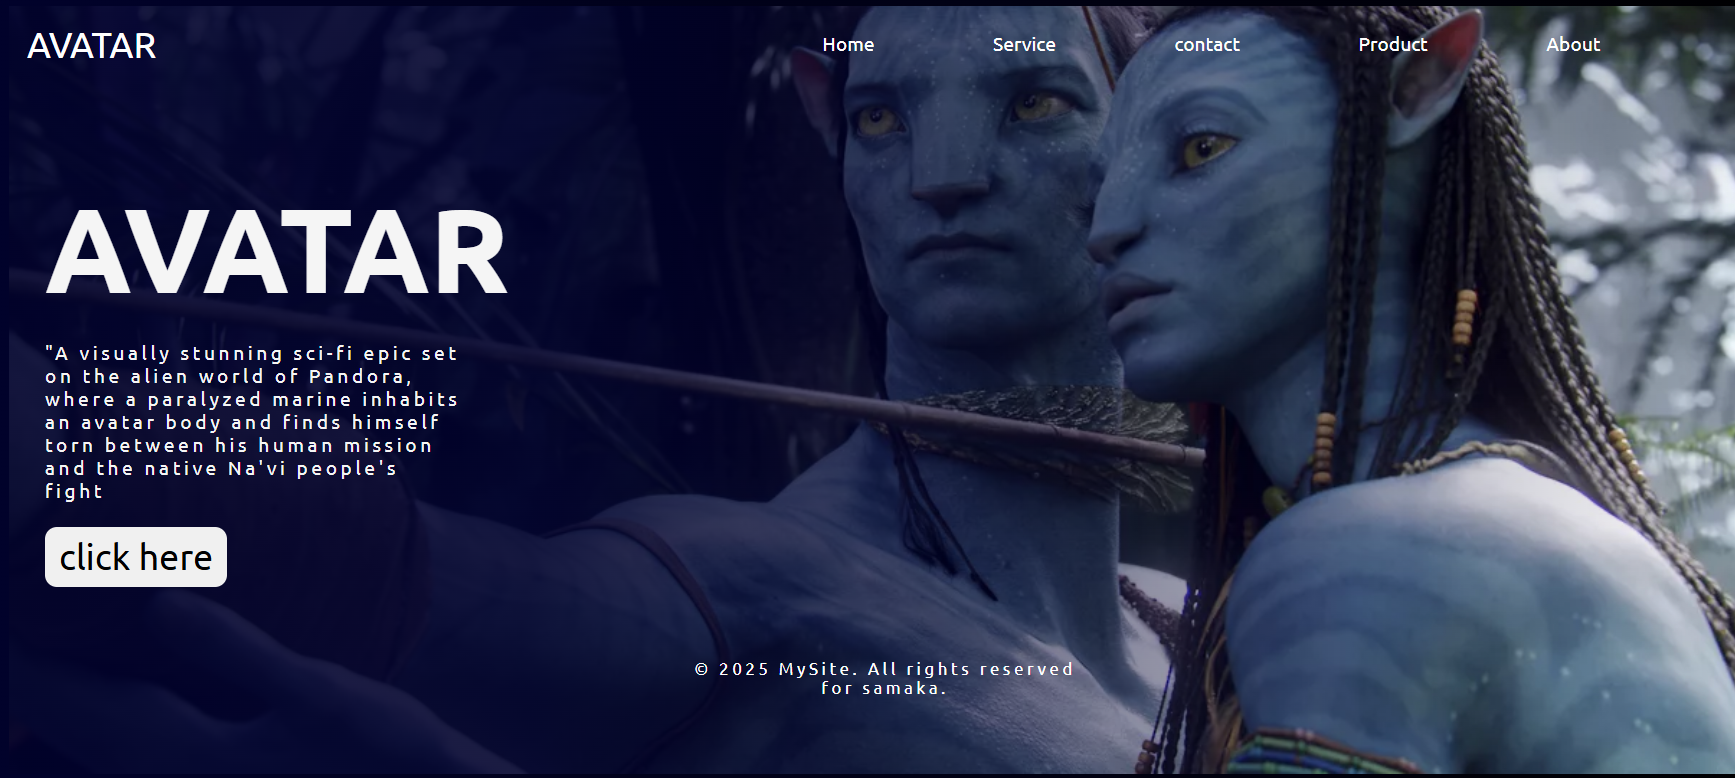 AVATAR
Home Service contact Product About
AVATAR
"A visually stunning sci-fi epic set
on the alien world of Pandora,
where a paralyzed marine inhabits
an avatar body and finds himself
torn between his human mission
and the native Na'vi people's
fight
click here
© 2025 MySite. All rights reserved
for samaka.